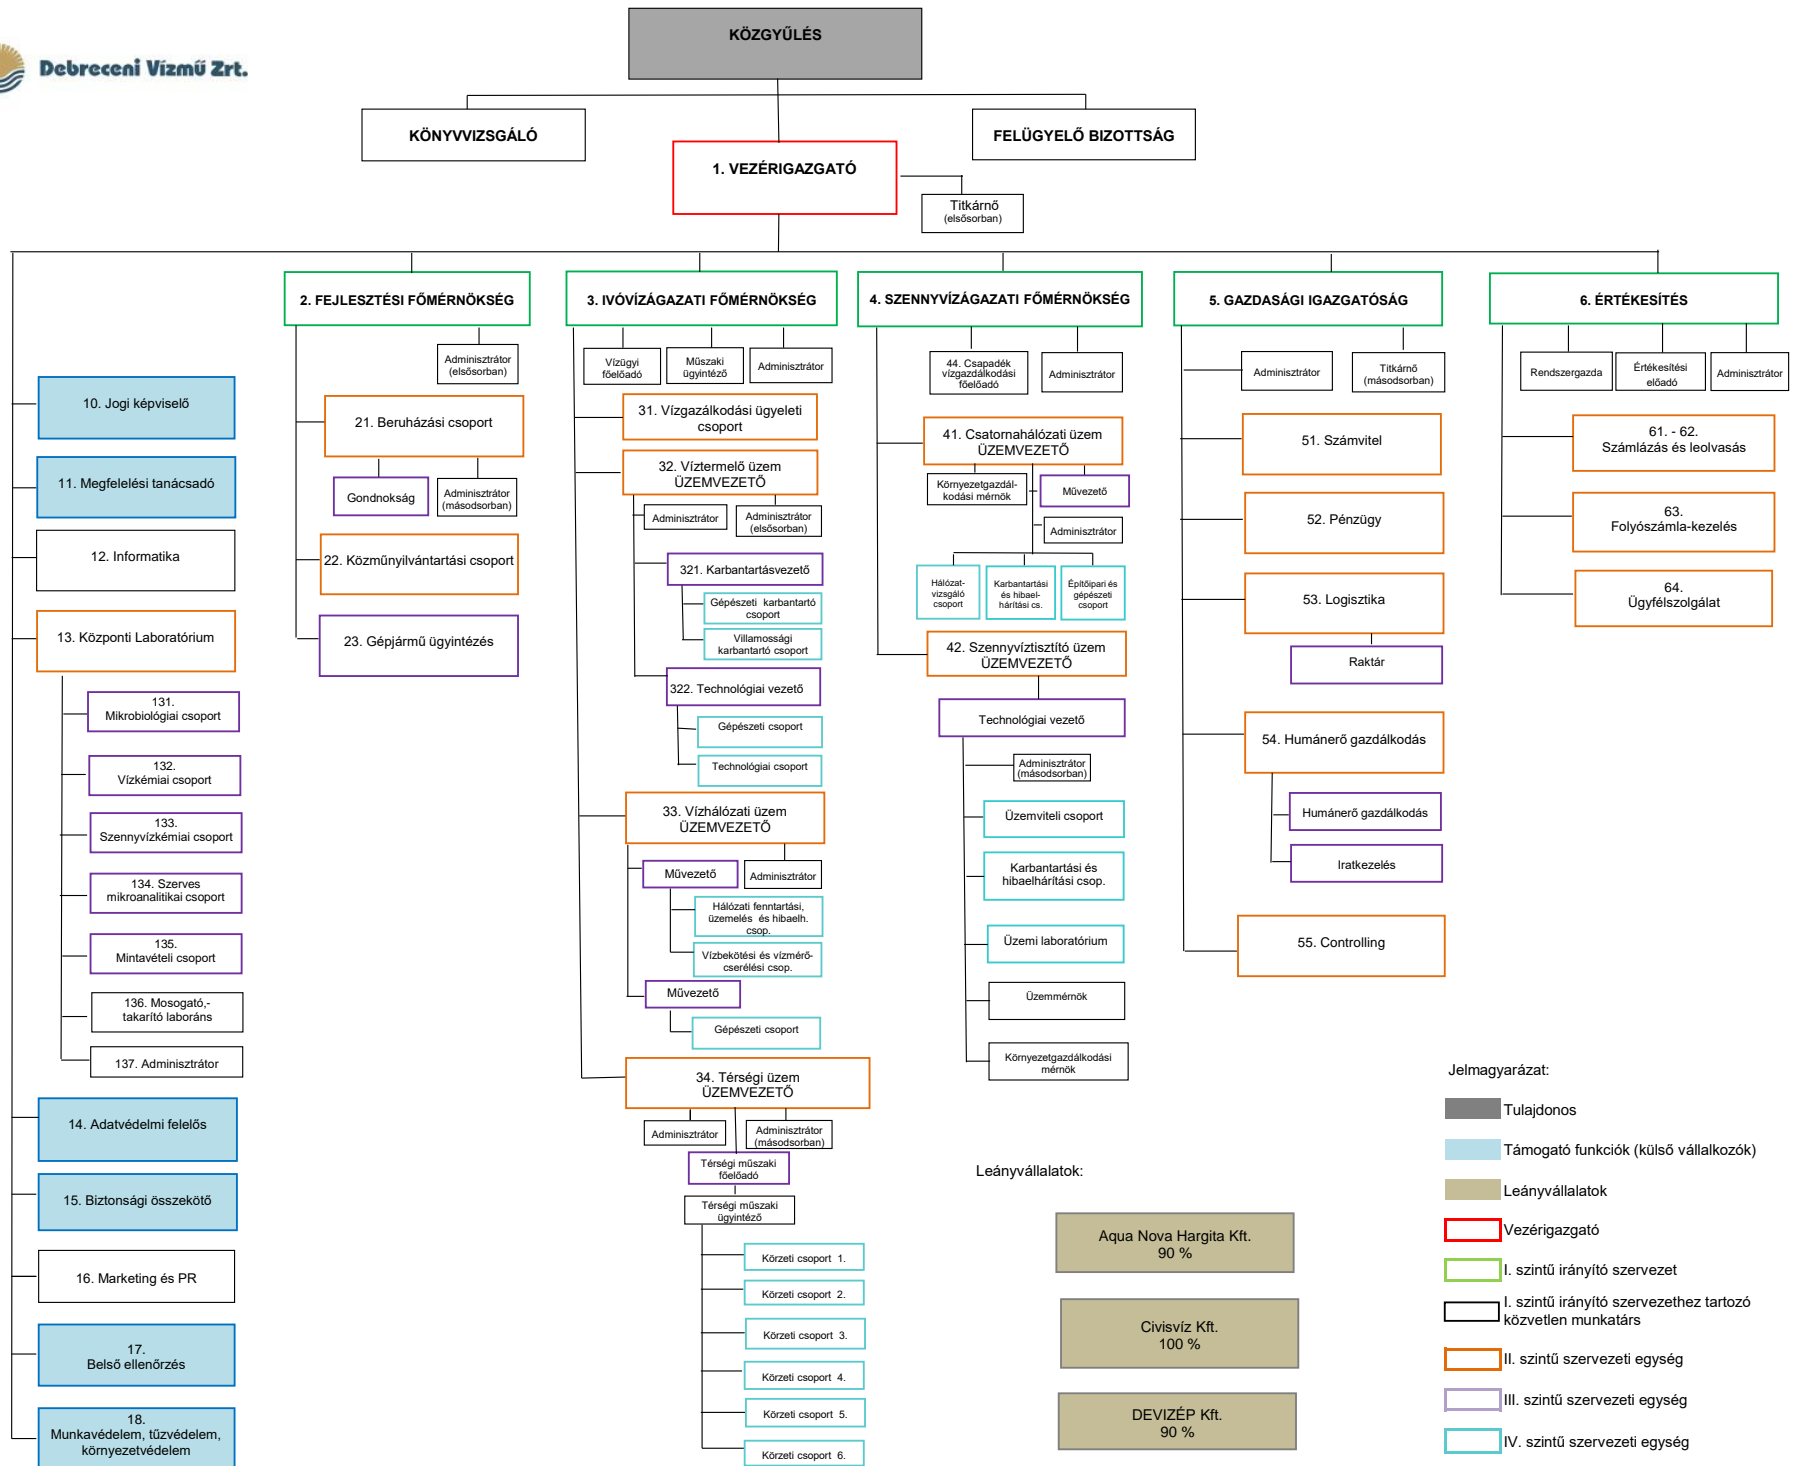 Debreceni Vízmű Zrt.
KÖZGYŰLÉS
KÖNYVVIZSGÁLÓ
FELÜGYELŐ BIZOTTSÁG
1. VEZÉRIGAZGATÓ
Titkárnő
(elsősorban)
10. Jogi képviselő
11. Megfelelési tanácsadó
12. Informatika
13. Központi Laboratórium
131.
Mikrobiológiai csoport
132.
Vízkémiai csoport
133.
Szennyvízkémiai csoport
134. Szerves
mikroanalitikai csoport
135.
Mintavételi csoport
136. Mosogató,-
takarító laboráns
137. Adminisztrátor
14. Adatvédelmi felelős
15. Biztonsági összekötő
16. Marketing és PR
17.
Belső ellenőrzés
18.
Munkavédelem, tűzvédelem,
környezetvédelem
2. FEJLESZTÉSI FŐMÉRNÖKSÉG
Adminisztrátor
(elsősorban)
21. Beruházási csoport
Gondnokság
Adminisztrátor
(másodsorban)
22. Közműnyilvántartási csoport
23. Gépjármű ügyintézés
3. IVÓVÍZÁGAZATI FŐMÉRNÖKSÉG
Vízügyi
főelőadó
Műszaki
ügyintéző
Adminisztrátor
31. Vízgazálkodási ügyeleti
csoport
32. Víztermelő üzem
ÜZEMVEZETŐ
Adminisztrátor
Adminisztrátor
(elsősorban)
321. Karbantartásvezető
Gépészeti karbantartó
csoport
Villamossági
karbantartó csoport
322. Technológiai vezető
Gépészeti csoport
Technológiai csoport
33. Vízhálózati üzem
ÜZEMVEZETŐ
Művezető
Adminisztrátor
Hálózati fenntartási,
üzemelés és hibaelh.
csop.
Vízbekötési és vízmérő-
cserélési csop.
Művezető
Gépészeti csoport
34. Térségi üzem
ÜZEMVEZETŐ
Adminisztrátor
Adminisztrátor
(másodsorban)
Térségi műszaki
főelőadó
Térségi műszaki
ügyintéző
Körzeti csoport 1.
Körzeti csoport 2.
Körzeti csoport 3.
Körzeti csoport 4.
Körzeti csoport 5.
Körzeti csoport 6.
4. SZENNYVÍZÁGAZATI FŐMÉRNÖKSÉG
44. Csapadék
vízgazdálkodási
főelőadó
Adminisztrátor
41. Csatornahálózati üzem
ÜZEMVEZETŐ
Környezetgazdál-
kodási mérnök
Művezető
Adminisztrátor
Hálózat-
vizsgáló
csoport
Karbantartási
és hibael-
hárítási cs.
Építőipari és
gépészeti
csoport
42. Szennyvíztisztító üzem
ÜZEMVEZETŐ
Technológiai vezető
Adminisztrátor
(másodsorban)
Üzemviteli csoport
Karbantartási és
hibaelhárítási csop.
Üzemi laboratórium
Üzemmérnök
Környezetgazdálkodási
mérnök
5. GAZDASÁGI IGAZGATÓSÁG
Adminisztrátor
Titkárnő
(másodsorban)
51. Számvitel
52. Pénzügy
53. Logisztika
Raktár
54. Humánerő gazdálkodás
Humánerő gazdálkodás
Iratkezelés
55. Controlling
6. ÉRTÉKESÍTÉS
Rendszergazda
Értékesítési
előadó
Adminisztrátor
61. - 62.
Számlázás és leolvasás
63.
Folyószámla-kezelés
64.
Ügyfélszolgálat
Leányvállalatok:
Aqua Nova Hargita Kft.
90 %
Civisvíz Kft.
100 %
DEVIZÉP Kft.
90 %
Jelmagyarázat:
Tulajdonos
Támogató funkciók (külső vállalkozók)
Leányvállalatok
Vezérigazgató
I. szintű irányító szervezet
I. szintű irányító szervezethez tartozó
közvetlen munkatárs
II. szintű szervezeti egység
III. szintű szervezeti egység
IV. szintű szervezeti egység